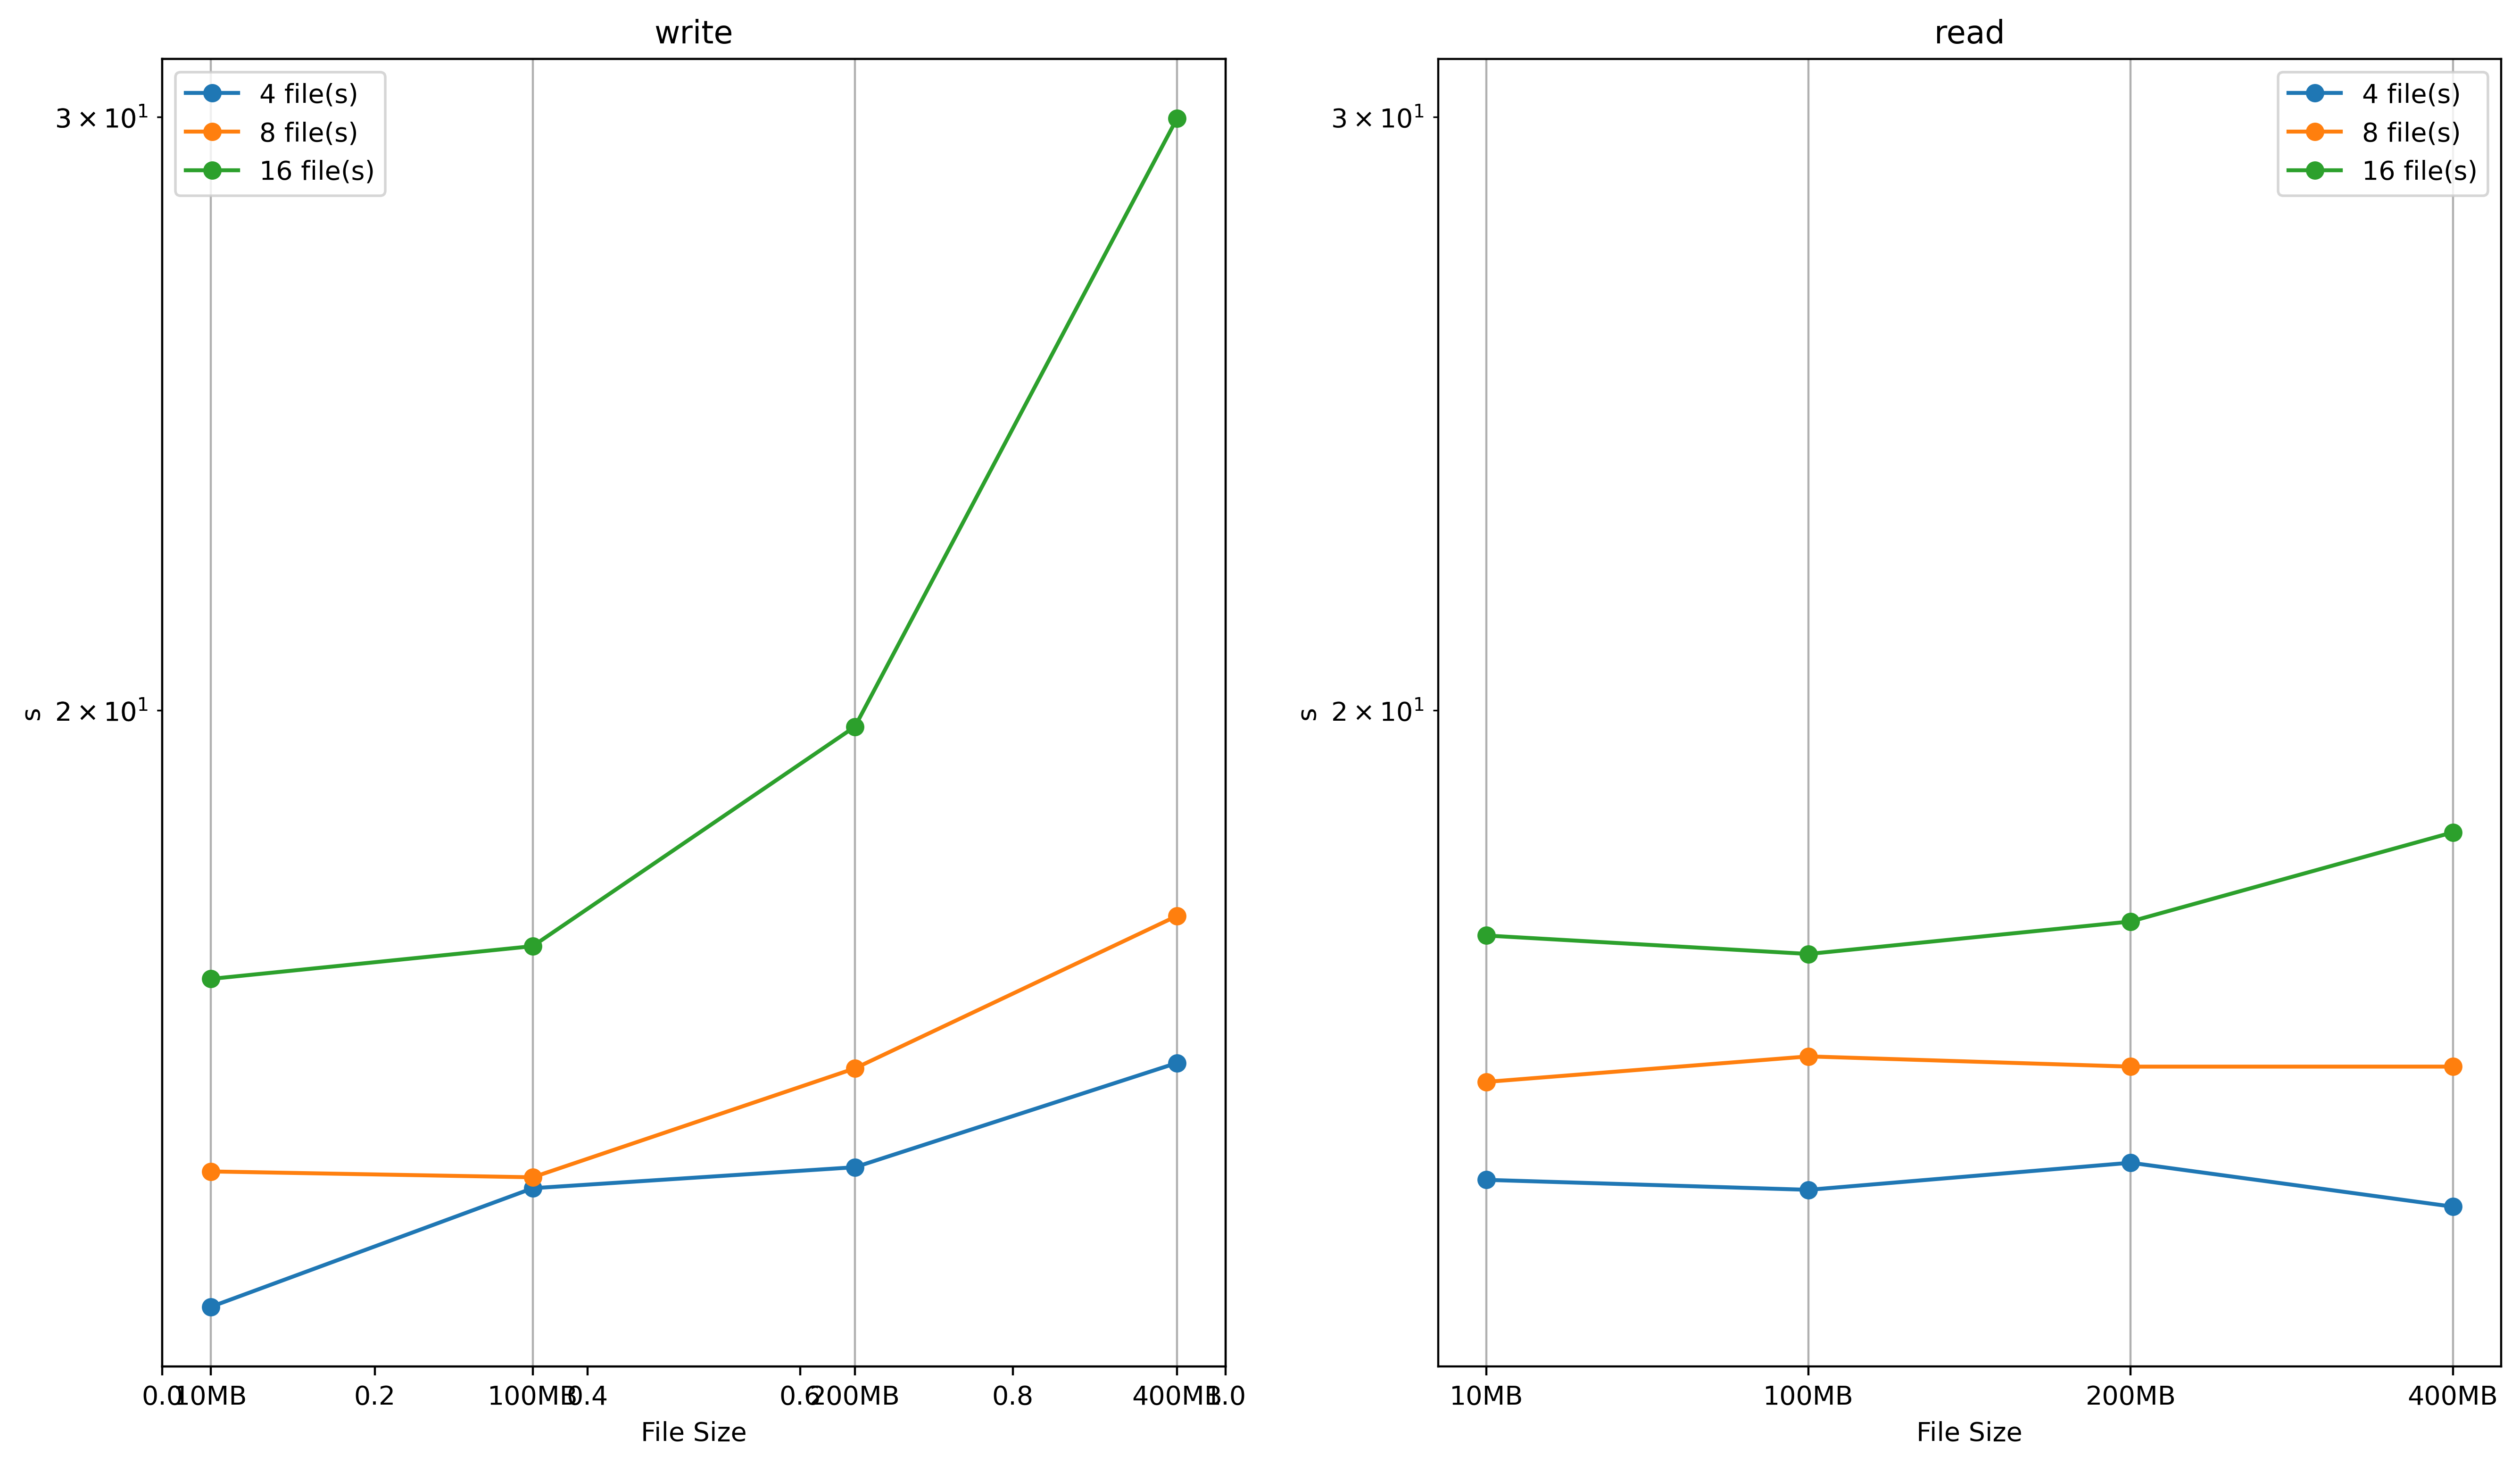 write
4 file(s)
8 file(s)
16 file(s)
3 × 10¹
2 × 10¹
s
0.0 10MB 0.2 100MB 0.4 0.6 200MB 0.8 400MB 1.0
File Size
read
4 file(s)
8 file(s)
16 file(s)
3 × 10¹
2 × 10¹
s
10MB 100MB 200MB 400MB
File Size